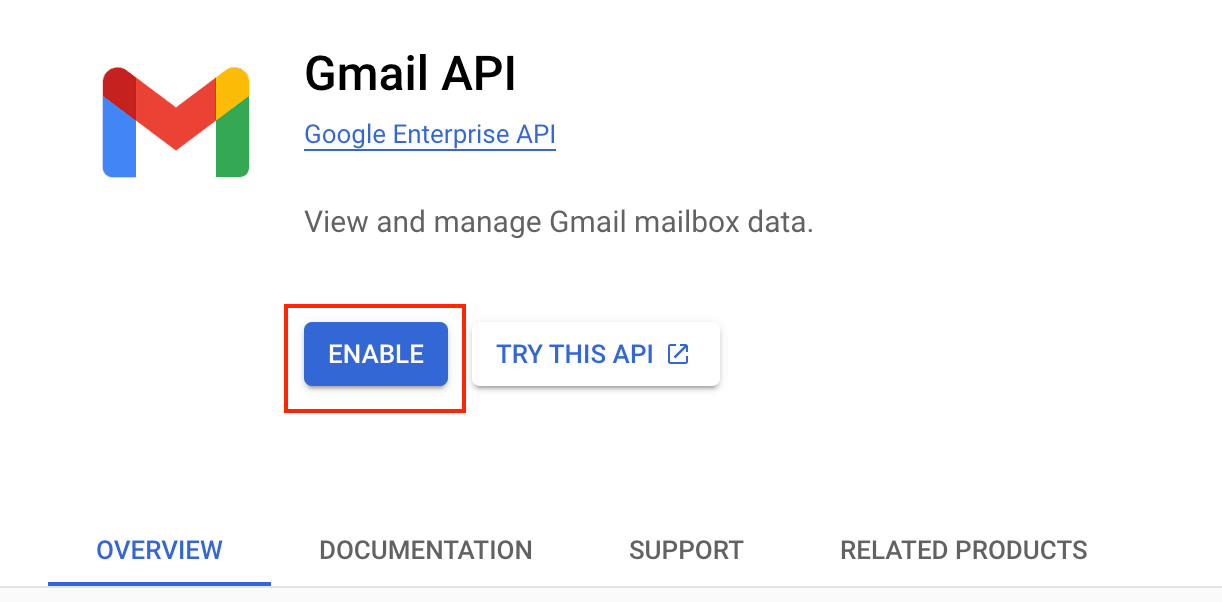 Gmail API
Google Enterprise API
View and manage Gmail mailbox data.
ENABLE
TRY THIS API
OVERVIEW
DOCUMENTATION
SUPPORT
RELATED PRODUCTS